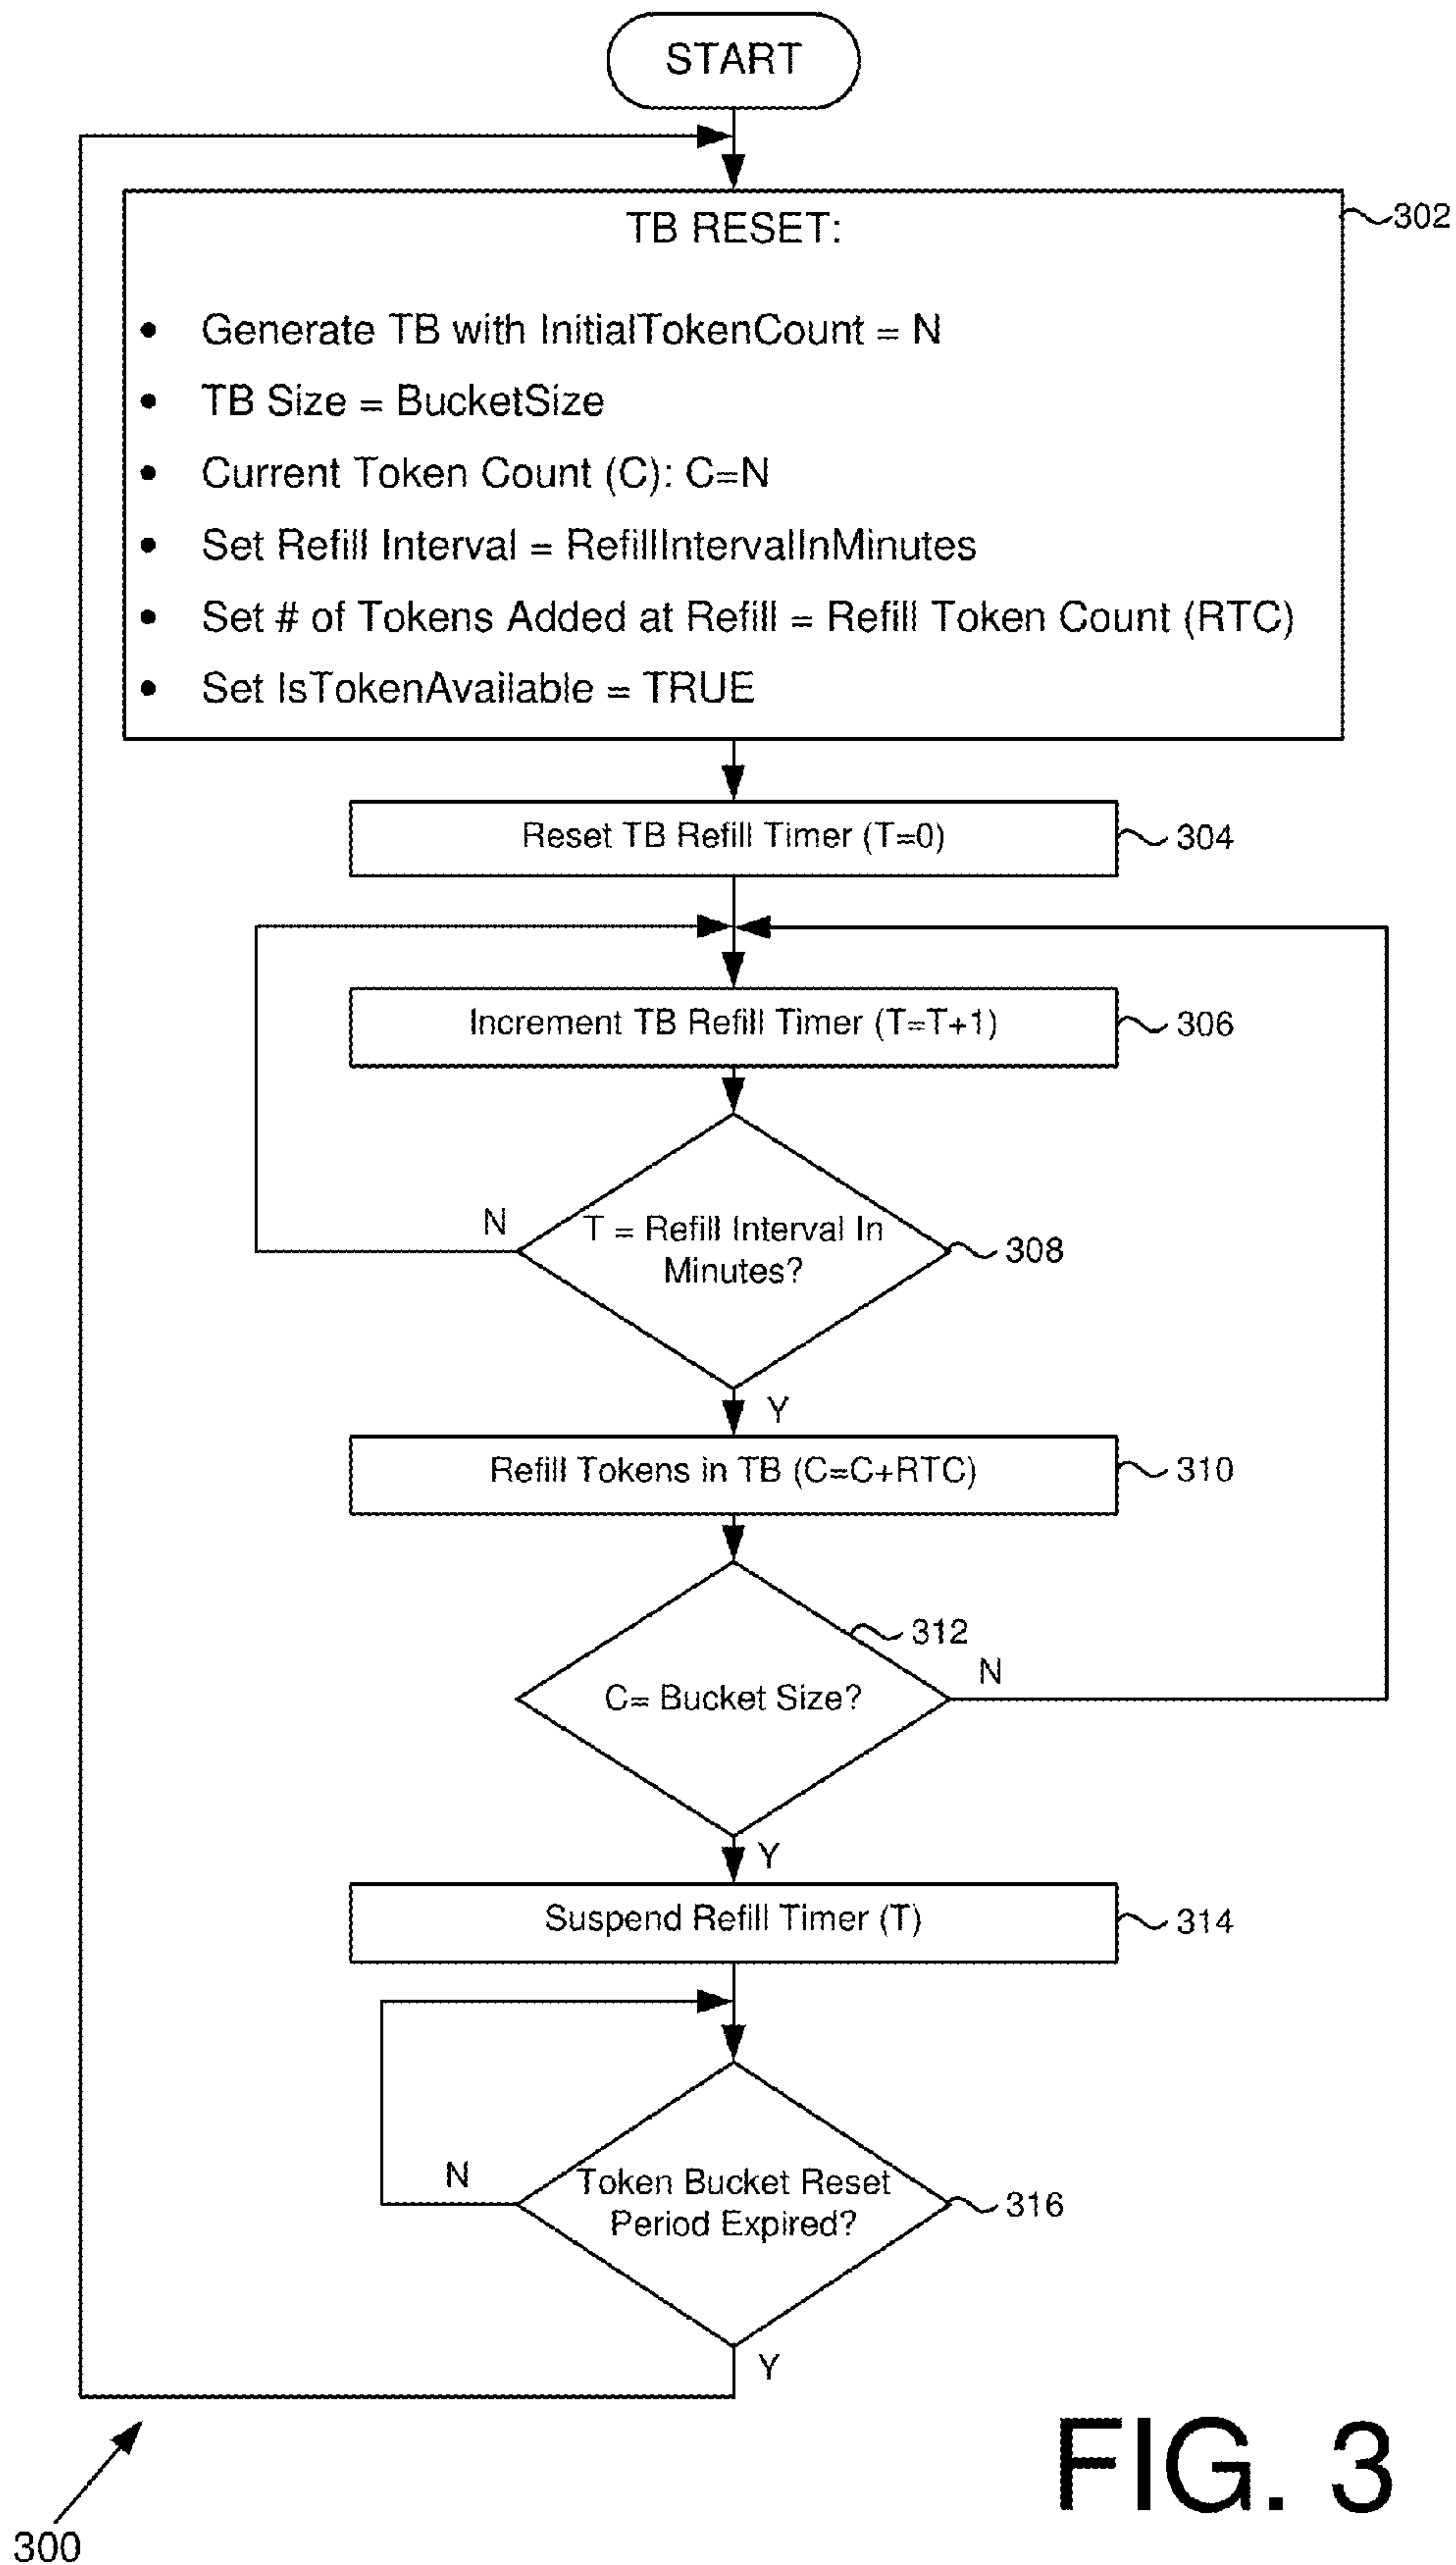 START
TB RESET:
302
• Generate TB with InitialTokenCount = N
• TB Size = BucketSize
• Current Token Count (C): C=N
• Set Refill Interval = RefillIntervalInMinutes
• Set # of Tokens Added at Refill = Refill Token Count (RTC)
• Set IsTokenAvailable = TRUE
Reset TB Refill Timer (T=0)
304
Increment TB Refill Timer (T=T+1)
306
N
T = Refill Interval In
Minutes?
308
Y
Refill Tokens in TB (C=C+RTC)
310
312
N
C= Bucket Size?
Y
Suspend Refill Timer (T)
314
N
Token Bucket Reset
Period Expired?
316
Y
FIG. 3
300